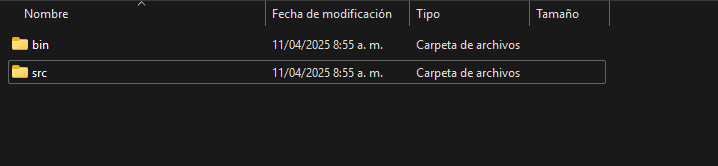 Nombre Fecha de modificación Tipo Tamaño
bin 11/04/2025 8:55 a. m. Carpeta de archivos
src 11/04/2025 8:55 a. m. Carpeta de archivos